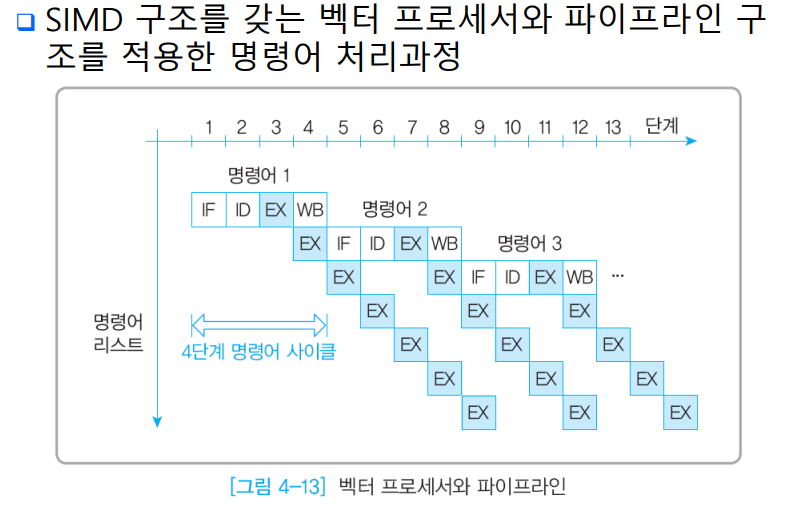 SIMD 구조를 갖는 벡터 프로세서와 파이프라인 구
조를 적용한 명령어 처리과정
1 2 3 4 5 6 7 8 9 10 11 12 13 단계
명령어 1
IF ID EX WB 명령어 2
EX IF ID EX WB 명령어 3
EX EX IF ID EX WB ...
EX EX EX
명령어
리스트
4단계 명령어 사이클
EX EX EX
EX EX EX
EX EX EX
[그림 4-13] 벡터 프로세서와 파이프라인